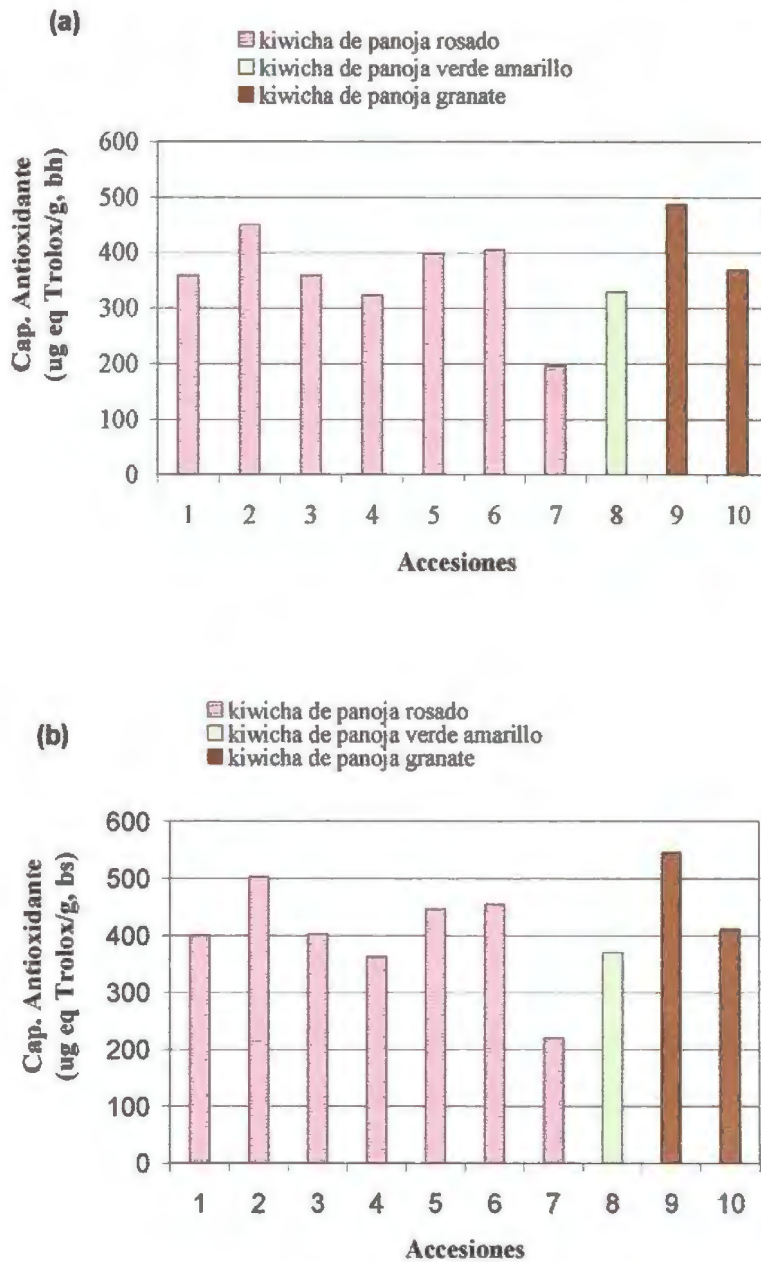 (a)
kiwicha de panoja rosado
kiwicha de panoja verde amarillo
kiwicha de panoja granate
Cap. Antioxidante
(ug eq Trolox/g, bh)
600
500
400
300
200
100
0
1 2 3 4 5 6 7 8 9 10
Accesiones
(b)
kiwicha de panoja rosado
kiwicha de panoja verde amarillo
kiwicha de panoja granate
Cap. Antioxidante
(ug eq Trolox/g, bs)
600
500
400
300
200
100
0
1 2 3 4 5 6 7 8 9 10
Accesiones